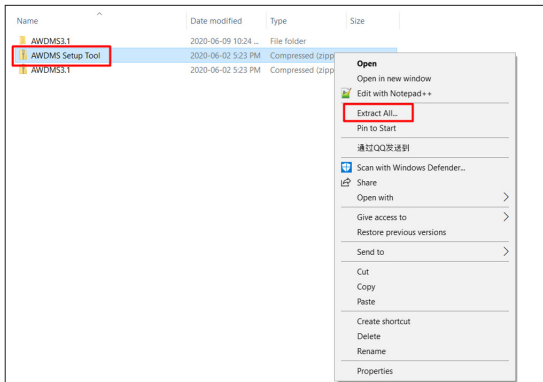 Name Date modified Type Size
AWDMS3.1 2020-06-09 10:24 ... File folder
AWDMS Setup Tool 2020-06-02 5:23 PM Compressed (zipp
AWDMS3.1 2020-06-02 5:23 PM Compressed (zipp
Open
Open in new window
Edit with Notepad++
Extract All...
Pin to Start
通过QQ发送到
Scan with Windows Defender...
Share
Open with
Give access to
Restore previous versions
Send to
Cut
Copy
Paste
Create shortcut
Delete
Rename
Properties